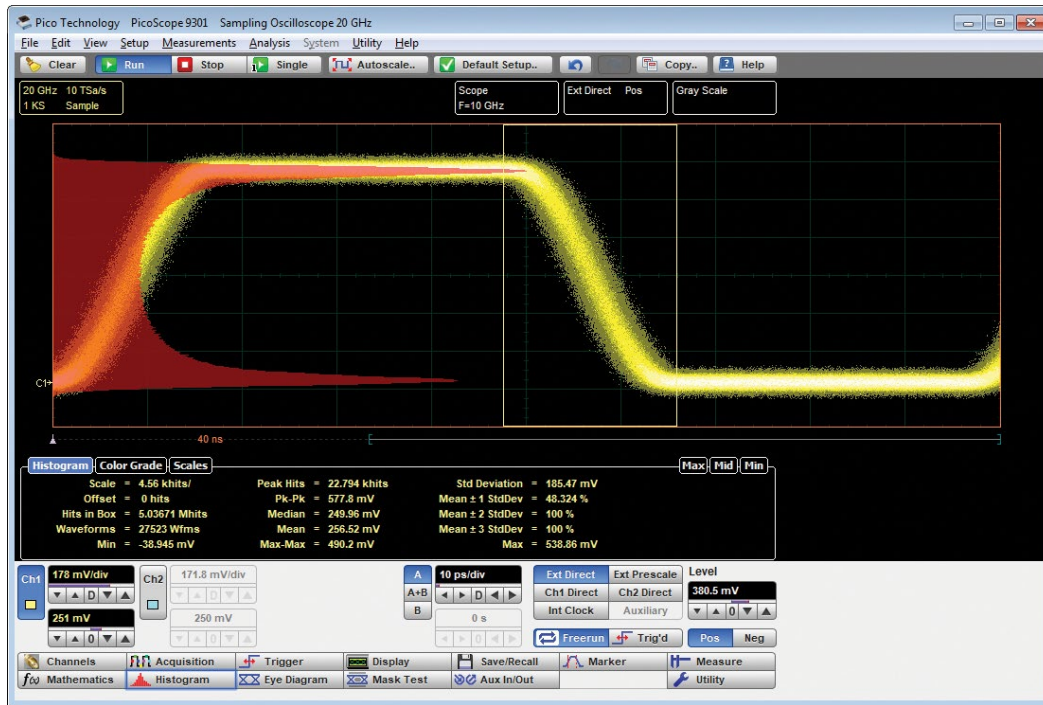 Pico Technology PicoScope 9301 Sampling Oscilloscope 20 GHz
File Edit View Setup Measurements Analysis System Utility Help
Clear Run Stop Single Autoscale.. Default Setup.. Copy.. Help
20 GHz 10 TSa/s Scope Ext Direct Pos Gray Scale
1 KS Sample F=10 GHz
C1
40 ns
Histogram Color Grade Scales Max Mid Min
Scale = 4.56 khits/ Peak Hits = 22.794 khits Std Deviation = 185.47 mV
Offset = 0 hits Pk-Pk = 577.8 mV Mean ± 1 StdDev = 48.324 %
Hits in Box = 5.03671 Mhits Median = 249.96 mV Mean ± 2 StdDev = 100 %
Waveforms = 27523 Wfms Mean = 256.52 mV Mean ± 3 StdDev = 100 %
Min = -38.945 mV Max-Max = 490.2 mV Max = 538.86 mV
Ch1 178 mV/div Ch2 171.8 mV/div A 10 ps/div Ext Direct Ext Prescale Level
D D A+B D Ch1 Direct Ch2 Direct 380.5 mV
251 mV 250 mV B 0 s Int Clock Auxiliary 0
0 0 0 Freerun Trig'd Pos Neg
Channels Acquisition Trigger Display Save/Recall Marker Measure
f(ω) Mathematics Histogram Eye Diagram Mask Test Aux In/Out Utility